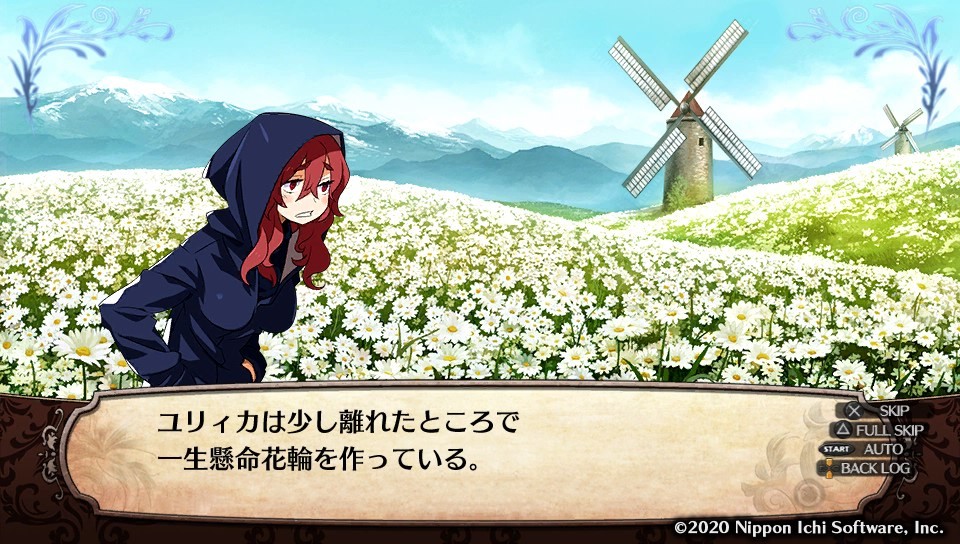 ユリィカは少し離れたところで
一生懸命花輪を作っている。
SKIP
FULL SKIP
START AUTO
BACK LOG
©2020 Nippon Ichi Software, Inc.